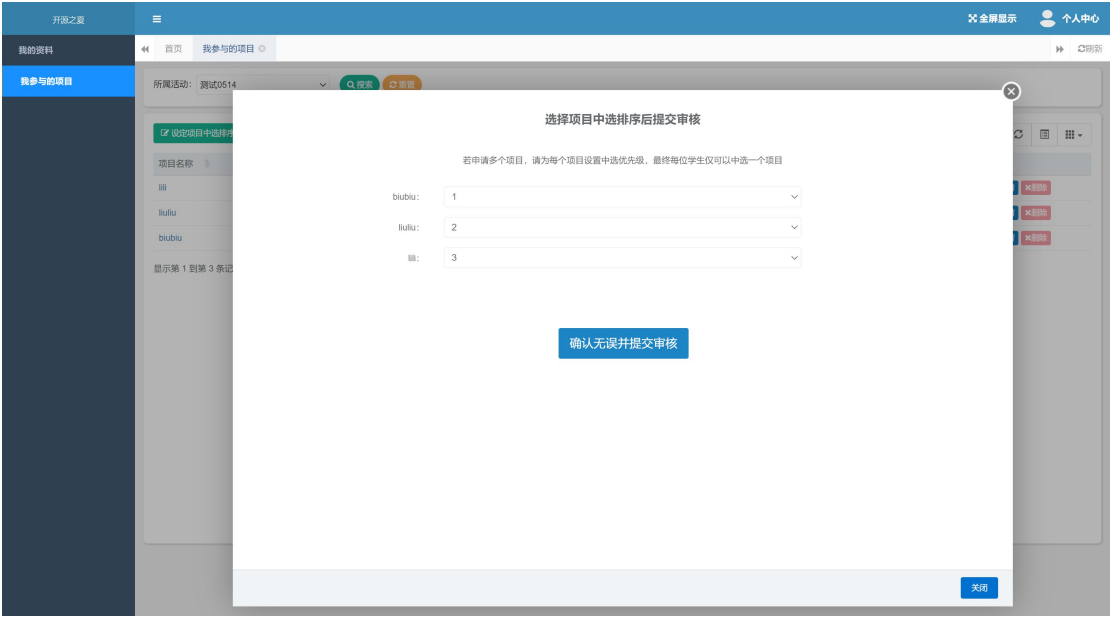 开源之夏
全屏显示 个人中心
我的资料
首页 我参与的项目 刷新
我参与的项目
所属活动: 测试0514 搜索 重置
选择项目中选排序后提交审核
设定项目中选排序
若申请多个项目,请为每个项目设置中选优先级,最终每位学生仅可以中选一个项目
项目名称
lili 删除
biubiu: 1
liuliu 删除
liuliu: 2
biubiu 删除
lili: 3
显示第 1 到第 3 条记
确认无误并提交审核
关闭